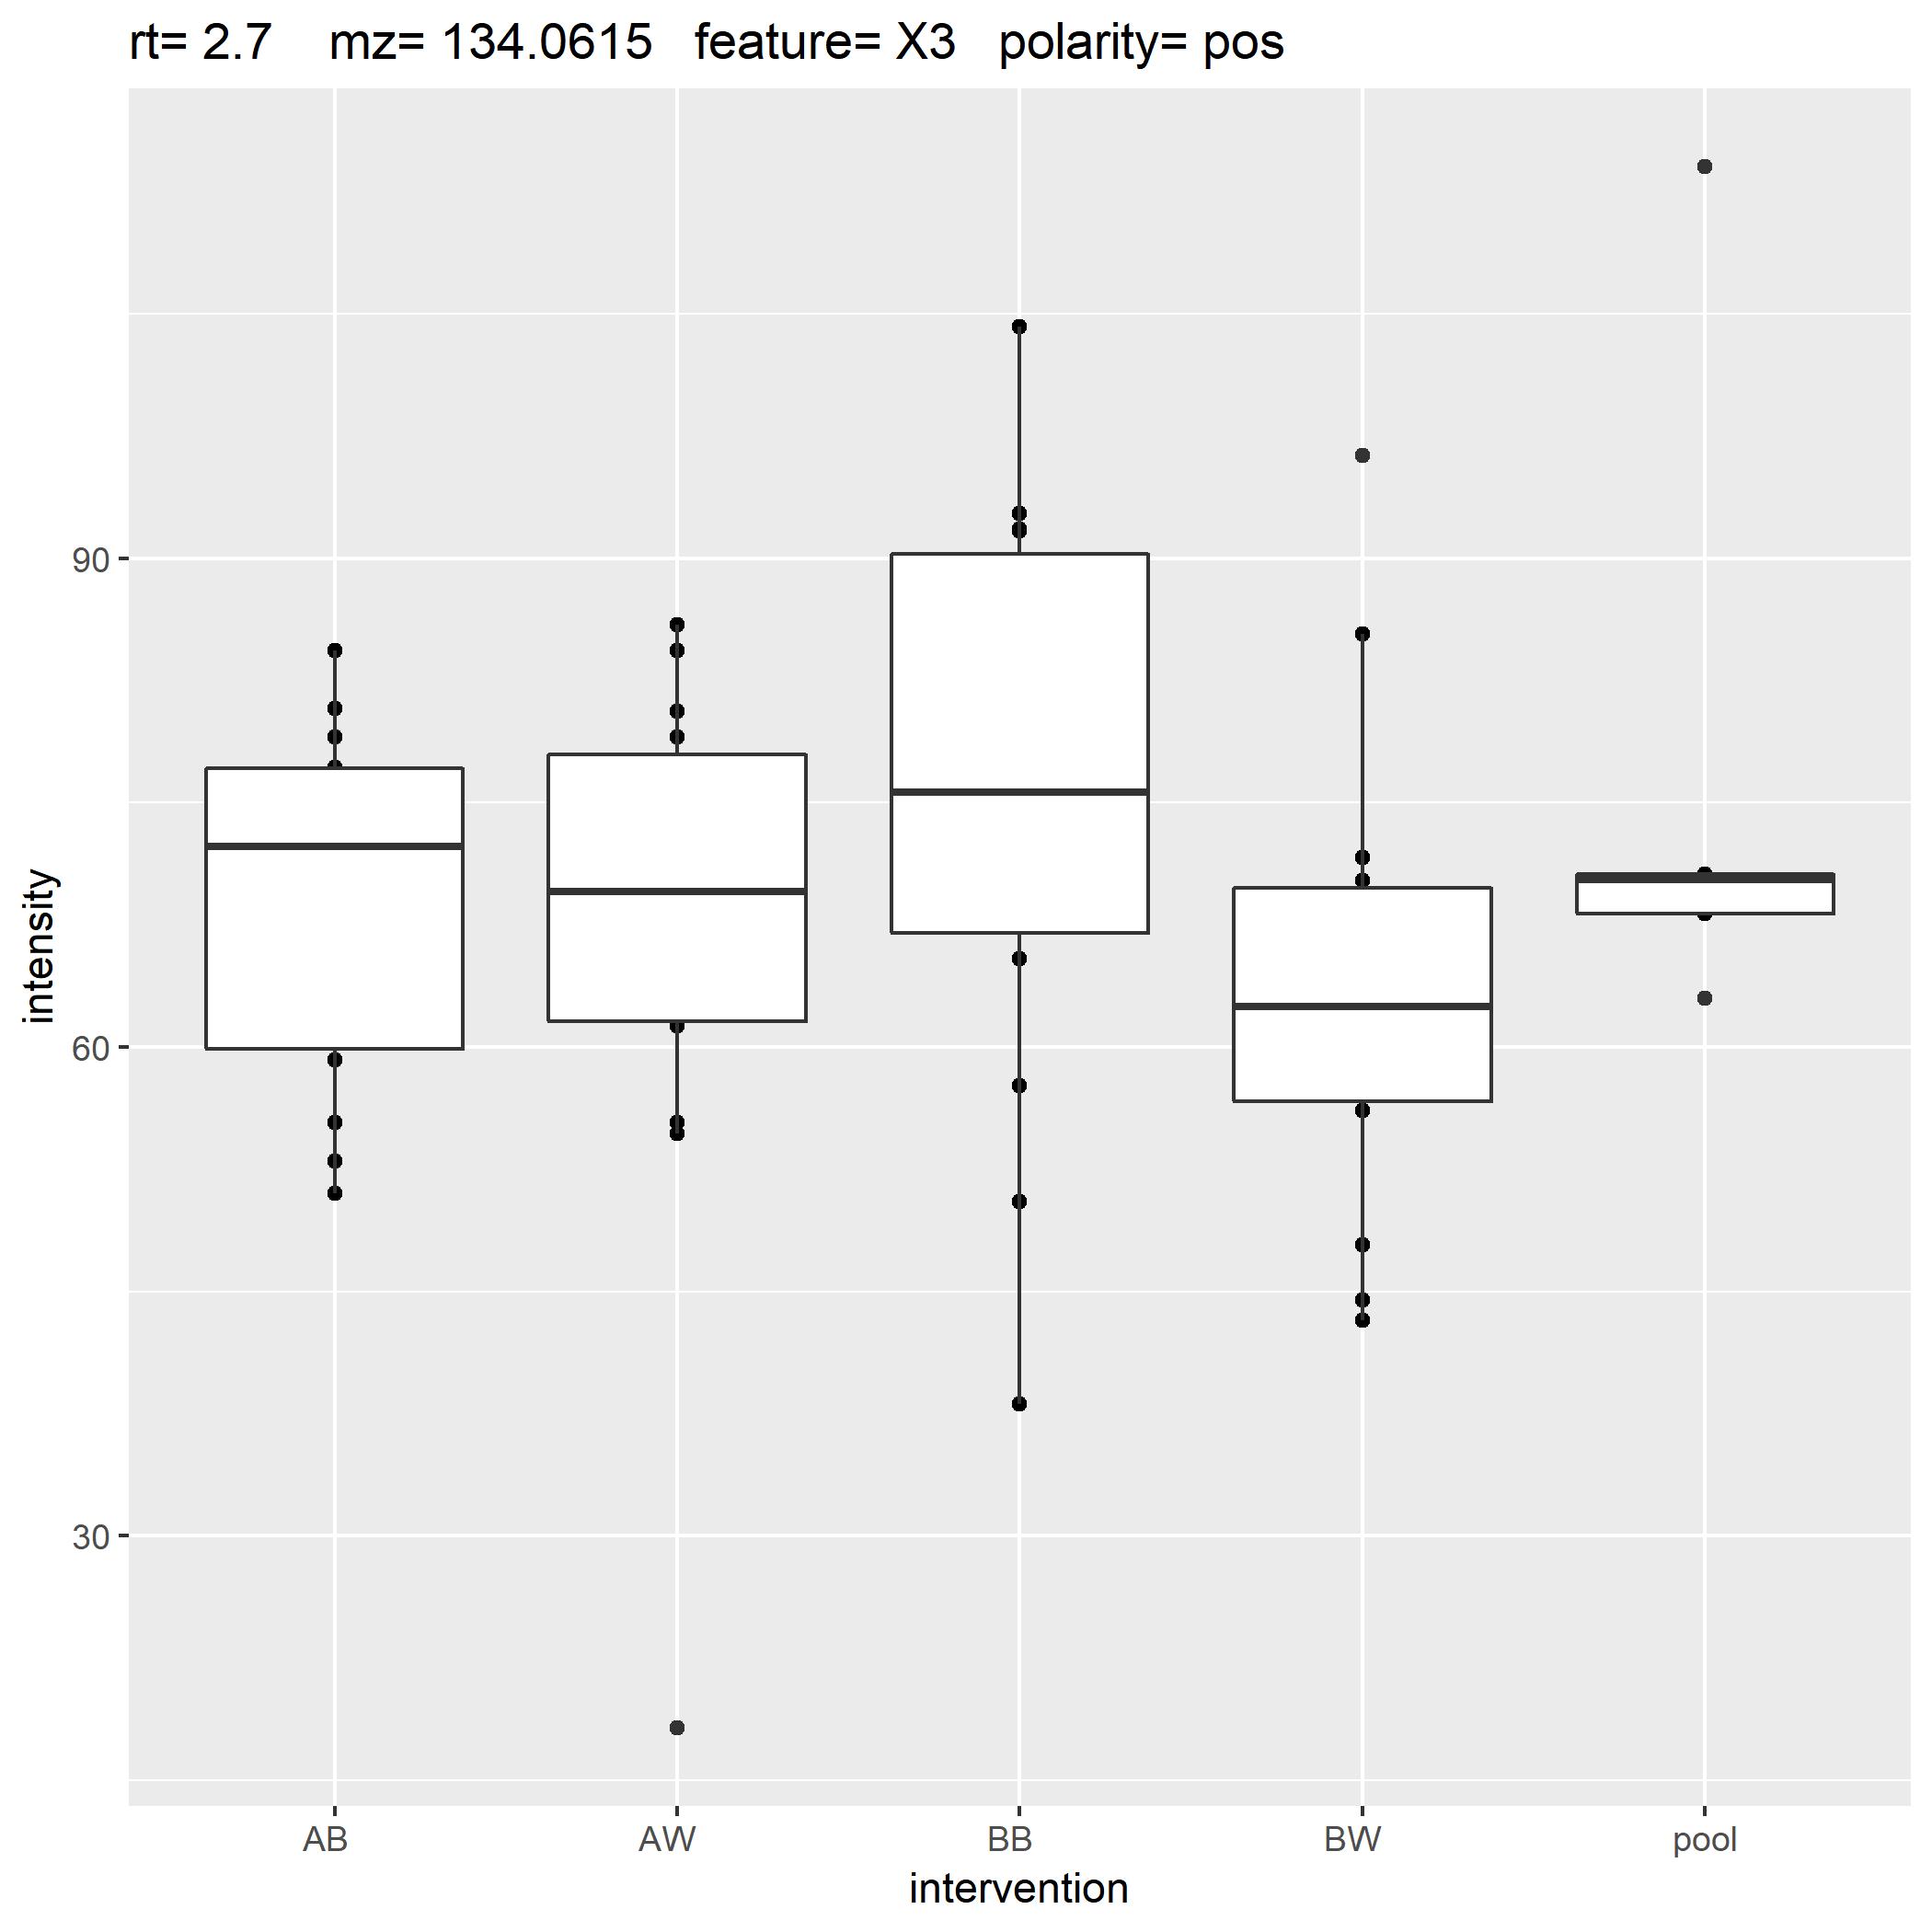 rt= 2.7    mz= 134.0615   feature= X3   polarity= pos
90
60
30
intensity
AB AW BB BW pool
intervention